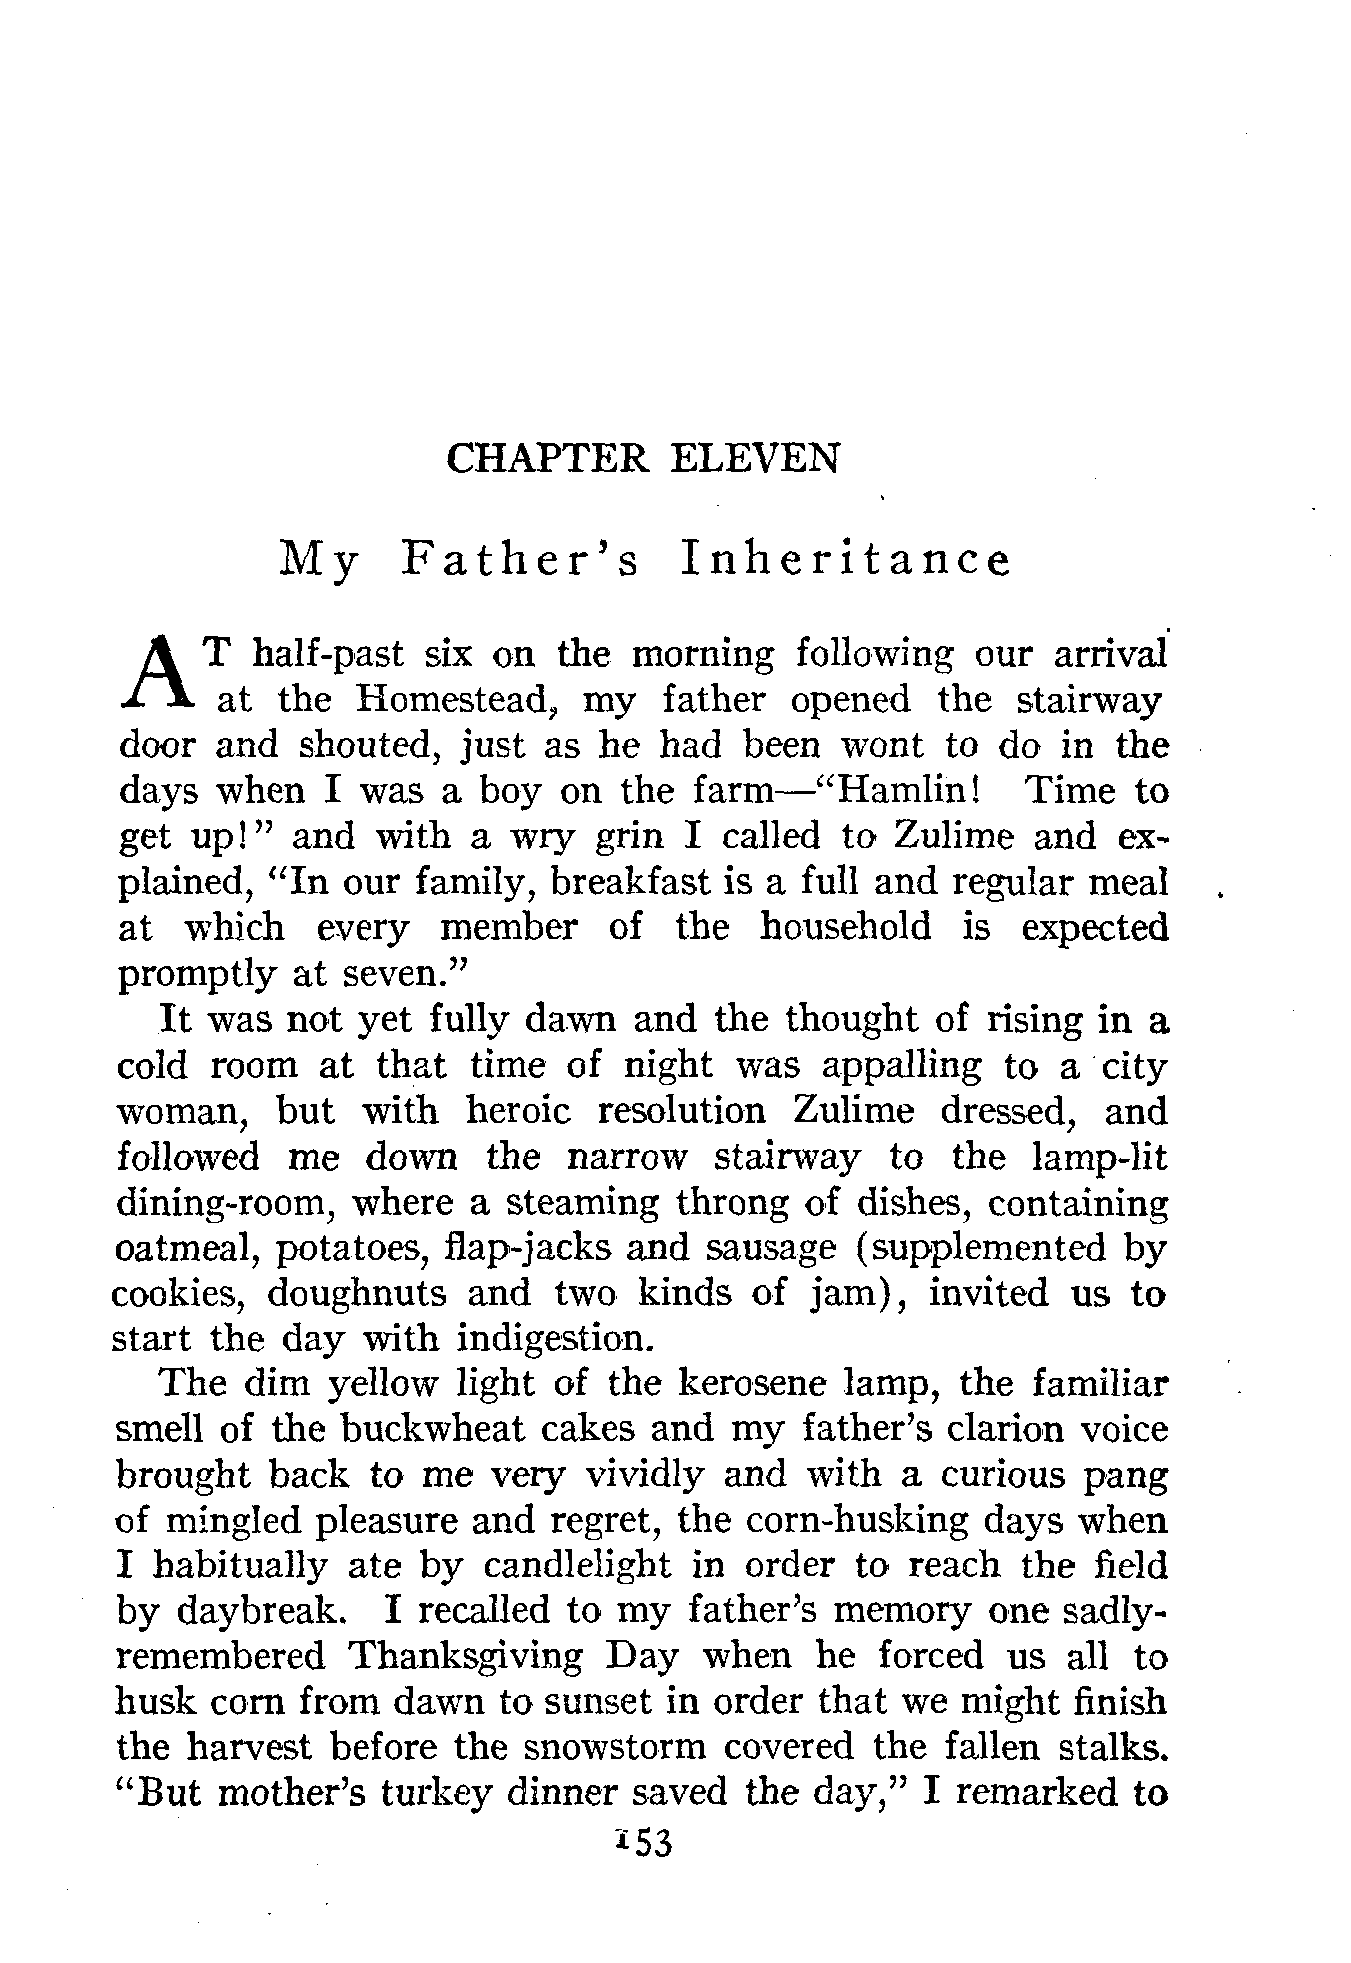 CHAPTER ELEVEN
My Father's Inheritance
AT half-past six on the morning following our arrival
at the Homestead, my father opened the stairway
door and shouted, just as he had been wont to do in the
days when I was a boy on the farm—"Hamlin! Time to
get up!" and with a wry grin I called to Zulime and ex-
plained, "In our family, breakfast is a full and regular meal
at which every member of the household is expected
promptly at seven."
It was not yet fully dawn and the thought of rising in a
cold room at that time of night was appalling to a city
woman, but with heroic resolution Zulime dressed, and
followed me down the narrow stairway to the lamp-lit
dining-room, where a steaming throng of dishes, containing
oatmeal, potatoes, flap-jacks and sausage (supplemented by
cookies, doughnuts and two kinds of jam), invited us to
start the day with indigestion.
The dim yellow light of the kerosene lamp, the familiar
smell of the buckwheat cakes and my father's clarion voice
brought back to me very vividly and with a curious pang
of mingled pleasure and regret, the corn-husking days when
I habitually ate by candlelight in order to reach the field
by daybreak. I recalled to my father's memory one sadly-
remembered Thanksgiving Day when he forced us all to
husk corn from dawn to sunset in order that we might finish
the harvest before the snowstorm covered the fallen stalks.
"But mother's turkey dinner saved the day," I remarked to
153